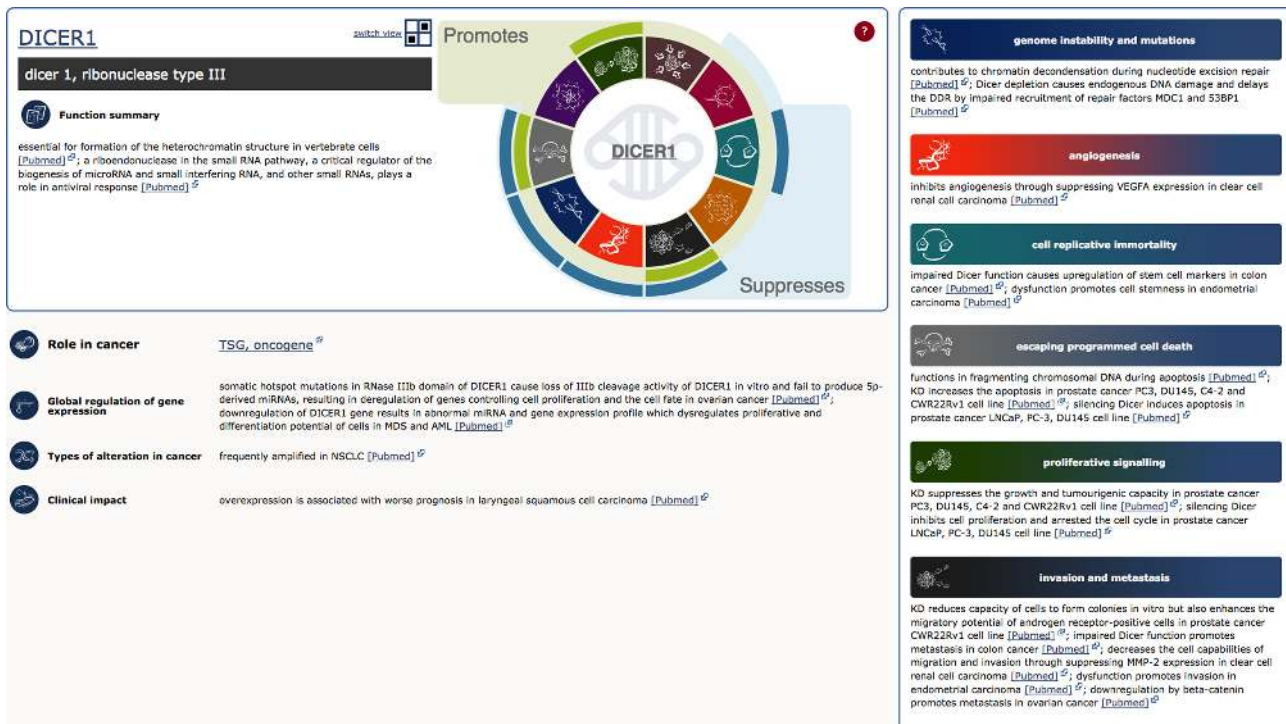 DICER1
switch view
Promotes
?
dicer 1, ribonuclease type III
Function summary
essential for formation of the heterochromatin structure in vertebrate cells
[Pubmed]; a riboendonuclease in the small RNA pathway, a critical regulator of the
biogenesis of microRNA and small interfering RNA, and other small RNAs, plays a
role in antiviral response [Pubmed]
DICER1
Suppresses
Role in cancer
TSG, oncogene
Global regulation of gene
expression
somatic hotspot mutations in RNase IIIb domain of DICER1 cause loss of IIIb cleavage activity of DICER1 in vitro and fail to produce 5p-
derived miRNAs, resulting in deregulation of genes controlling cell proliferation and the cell fate in ovarian cancer [Pubmed];
downregulation of DICER1 gene results in abnormal miRNA and gene expression profile which dysregulates proliferative and
differentiation potential of cells in MDS and AML [Pubmed]
Types of alteration in cancer
frequently amplified in NSCLC [Pubmed]
Clinical impact
overexpression is associated with worse prognosis in laryngeal squamous cell carcinoma [Pubmed]
genome instability and mutations
contributes to chromatin decondensation during nucleotide excision repair
[Pubmed]; Dicer depletion causes endogenous DNA damage and delays
the DDR by impaired recruitment of repair factors MDC1 and 53BP1
[Pubmed]
angiogenesis
inhibits angiogenesis through suppressing VEGFA expression in clear cell
renal cell carcinoma [Pubmed]
cell replicative immortality
impaired Dicer function causes upregulation of stem cell markers in colon
cancer [Pubmed]; dysfunction promotes cell stemness in endometrial
carcinoma [Pubmed]
escaping programmed cell death
functions in fragmenting chromosomal DNA during apoptosis [Pubmed];
KD increases the apoptosis in prostate cancer PC3, DU145, C4-2 and
CWR22Rv1 cell line [Pubmed]; silencing Dicer induces apoptosis in
prostate cancer LNCaP, PC-3, DU145 cell line [Pubmed]
proliferative signalling
KD suppresses the growth and tumourigenic capacity in prostate cancer
PC3, DU145, C4-2 and CWR22Rv1 cell line [Pubmed]; silencing Dicer
inhibits cell proliferation and arrested the cell cycle in prostate cancer
LNCaP, PC-3, DU145 cell line [Pubmed]
invasion and metastasis
KD reduces capacity of cells to form colonies in vitro but also enhances the
migratory potential of androgen receptor-positive cells in prostate cancer
CWR22Rv1 cell line [Pubmed]; impaired Dicer function promotes
metastasis in colon cancer [Pubmed]; decreases the cell capabilities of
migration and invasion through suppressing MMP-2 expression in clear cell
renal cell carcinoma [Pubmed]; dysfunction promotes invasion in
endometrial carcinoma [Pubmed]; downregulation by beta-catenin
promotes metastasis in ovarian cancer [Pubmed]